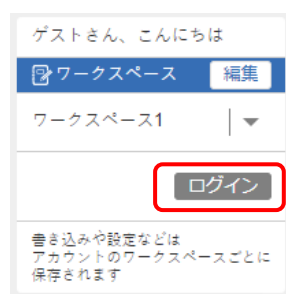 ゲストさん、こんにちは
ワークスペース 編集
ワークスペース1
ログイン
書き込みや設定などは
アカウントのワークスペースごとに
保存されます